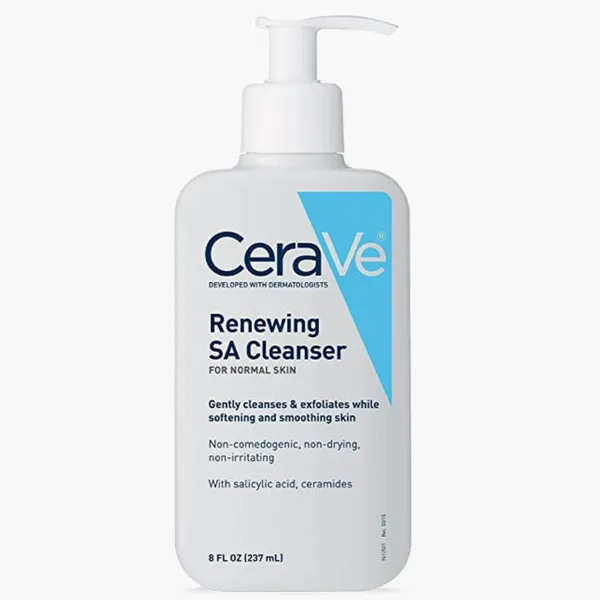 CeraVe®
DEVELOPED WITH DERMATOLOGISTS
Renewing
SA Cleanser
FOR NORMAL SKIN
Gently cleanses & exfoliates while
softening and smoothing skin
Non-comedogenic, non-drying,
non-irritating
With salicylic acid, ceramides
8 FL OZ (237 mL)